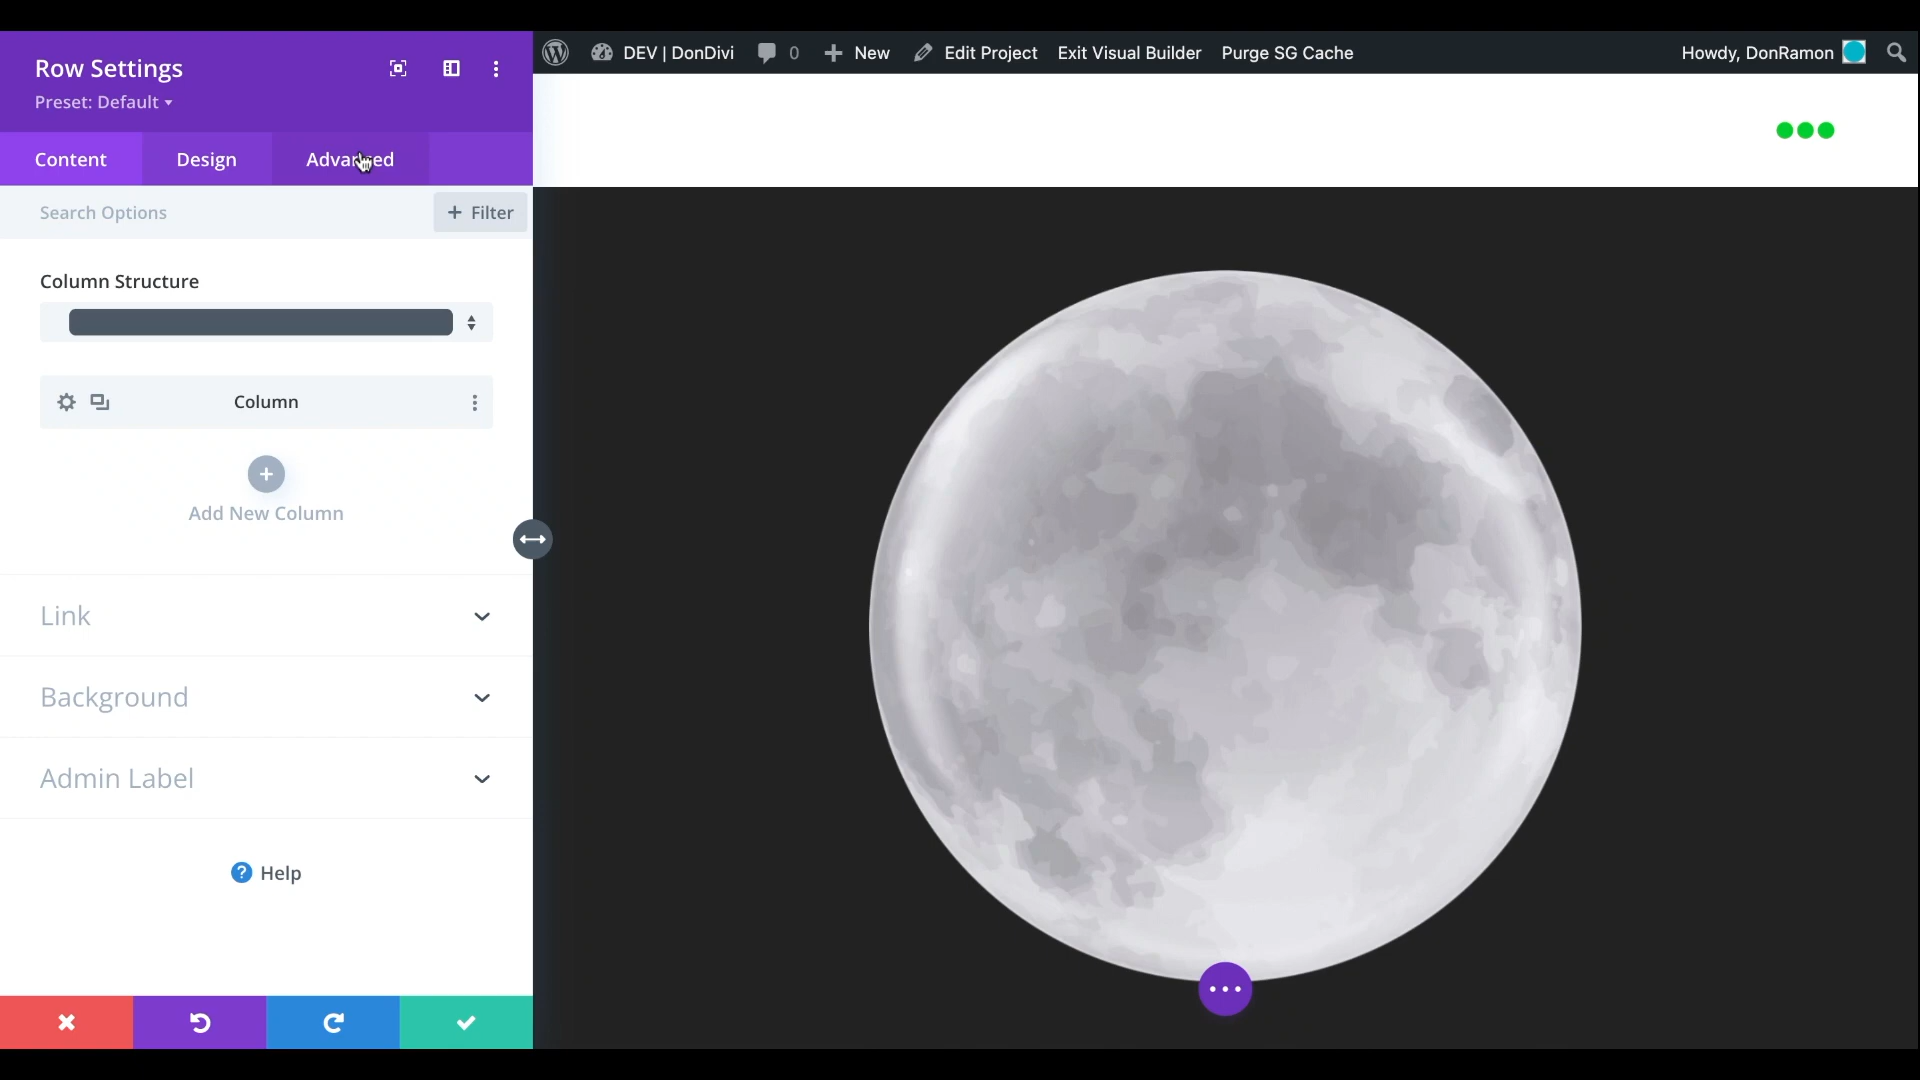 Row Settings
Preset: Default
Content Design Advanced
Search Options
+ Filter
Column Structure
Column
Add New Column
Link
Background
Admin Label
? Help
DEV | DonDivi 0 New Edit Project Exit Visual Builder Purge SG Cache Howdy, DonRamon